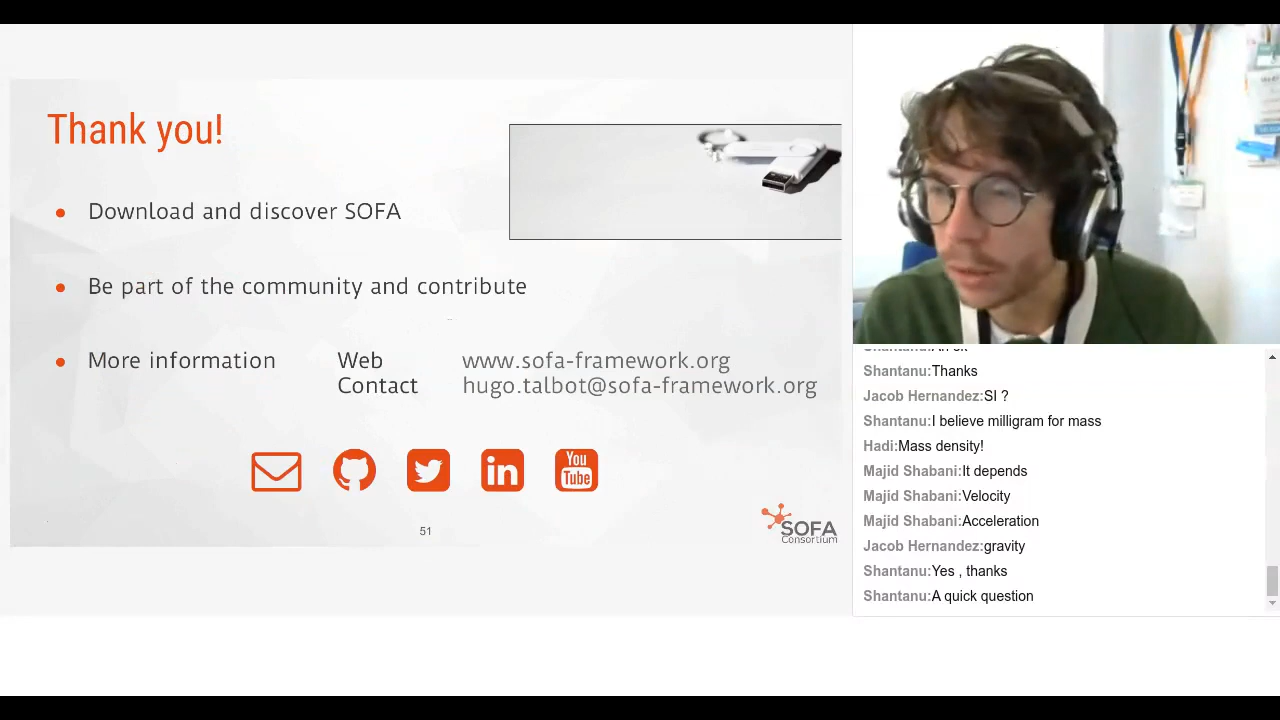 Thank you!
Download and discover SOFA
Be part of the community and contribute
More information Web www.sofa-framework.org
Contact hugo.talbot@sofa-framework.org
You
Tube
51
SOFA
Consortium
Shantanu:Thanks
Jacob Hernandez:SI ?
Shantanu:I believe milligram for mass
Hadi:Mass density!
Majid Shabani:It depends
Majid Shabani:Velocity
Majid Shabani:Acceleration
Jacob Hernandez:gravity
Shantanu:Yes , thanks
Shantanu:A quick question